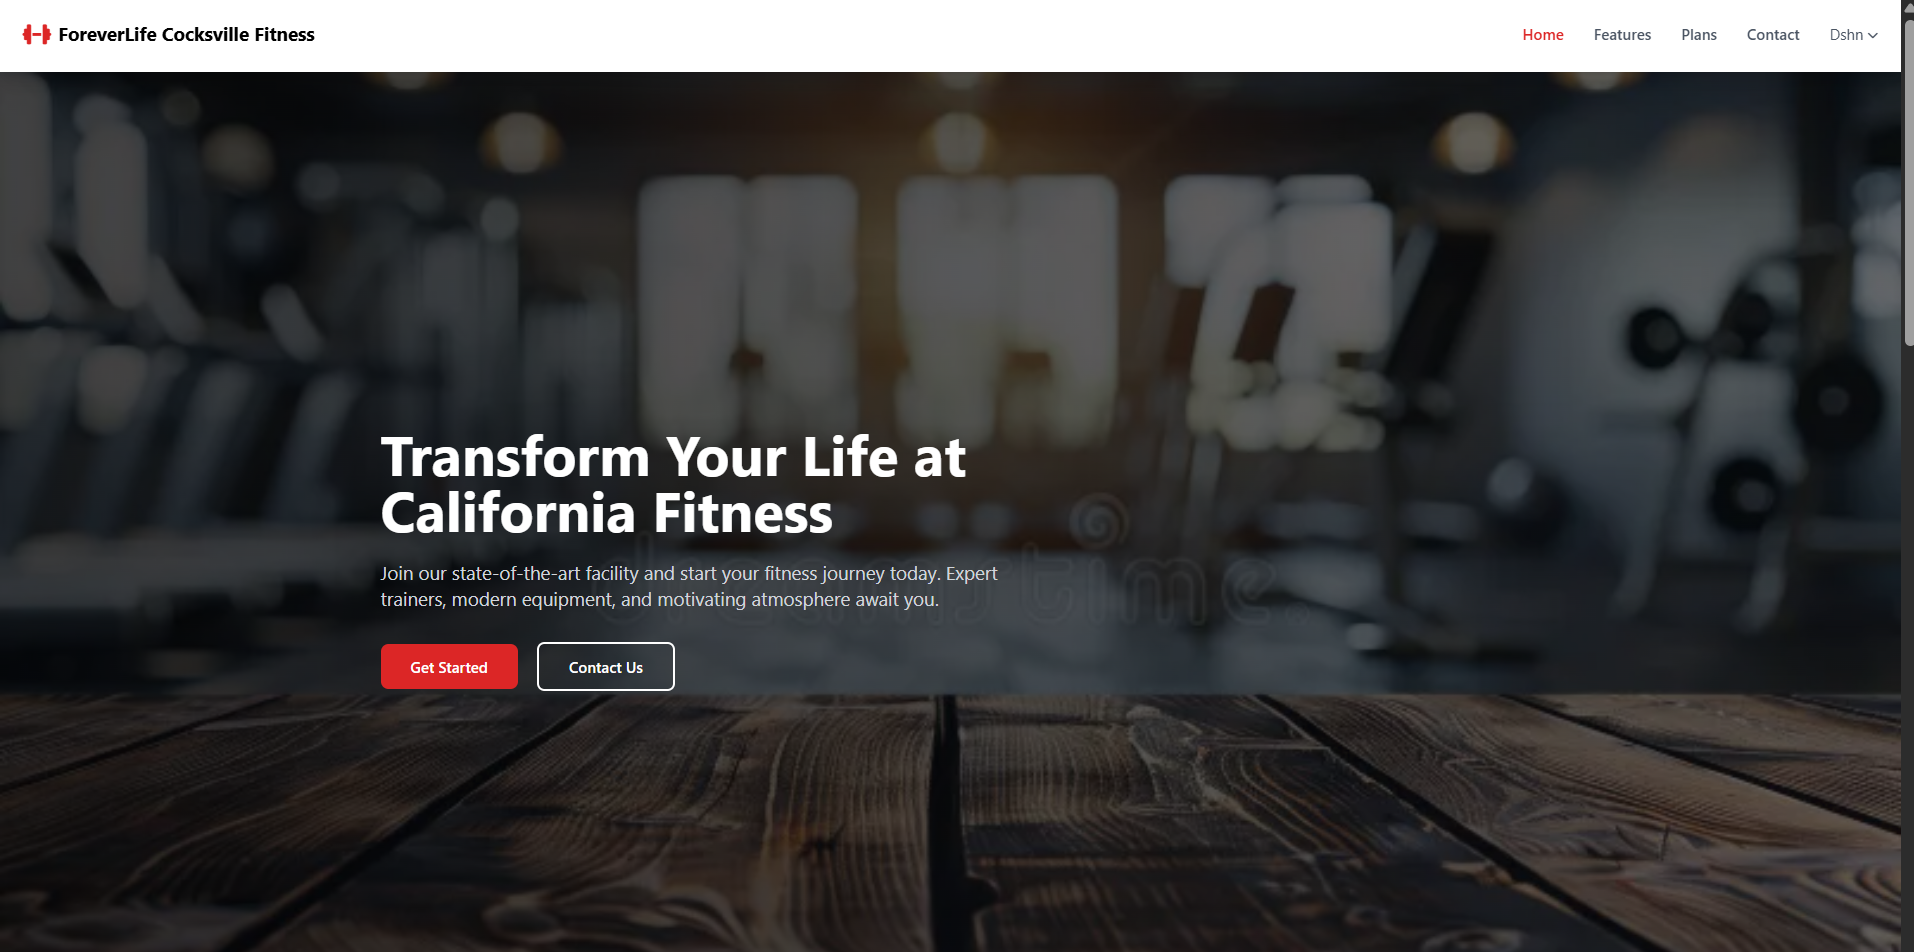 ForeverLife Cocksville Fitness
Home Features Plans Contact Dshn
Transform Your Life at
California Fitness
Join our state-of-the-art facility and start your fitness journey today. Expert
trainers, modern equipment, and motivating atmosphere await you.
dreamstime.
Get Started Contact Us